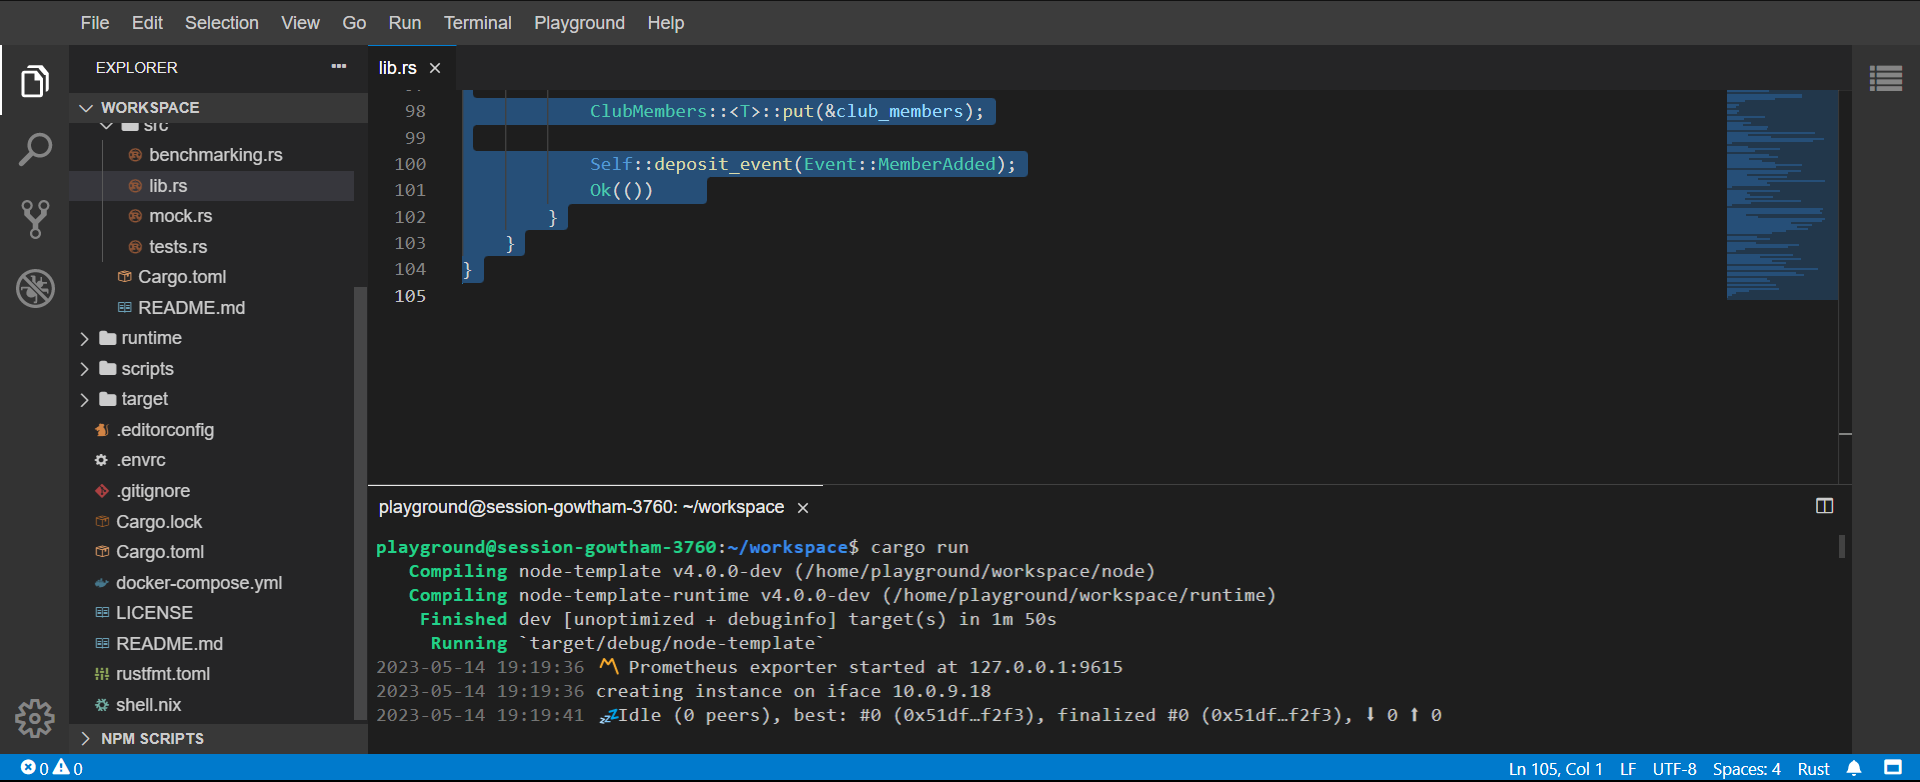 File Edit Selection View Go Run Terminal Playground Help
EXPLORER
WORKSPACE
src
benchmarking.rs
lib.rs
mock.rs
tests.rs
Cargo.toml
README.md
runtime
scripts
target
.editorconfig
.envrc
.gitignore
Cargo.lock
Cargo.toml
docker-compose.yml
LICENSE
README.md
rustfmt.toml
shell.nix
NPM SCRIPTS
lib.rs
98 ClubMembers::<T>::put(&club_members);
99
100 Self::deposit_event(Event::MemberAdded);
101 Ok(())
102 }
103 }
104 }
105
playground@session-gowtham-3760: ~/workspace
playground@session-gowtham-3760:~/workspace$ cargo run
Compiling node-template v4.0.0-dev (/home/playground/workspace/node)
Compiling node-template-runtime v4.0.0-dev (/home/playground/workspace/runtime)
Finished dev [unoptimized + debuginfo] target(s) in 1m 50s
Running `target/debug/node-template`
2023-05-14 19:19:36 〽️ Prometheus exporter started at 127.0.0.1:9615
2023-05-14 19:19:36 creating instance on iface 10.0.9.18
2023-05-14 19:19:41 💤 Idle (0 peers), best: #0 (0x51df…f2f3), finalized #0 (0x51df…f2f3), ⬇ 0 ⬆ 0
0 0 Ln 105, Col 1 LF UTF-8 Spaces: 4 Rust